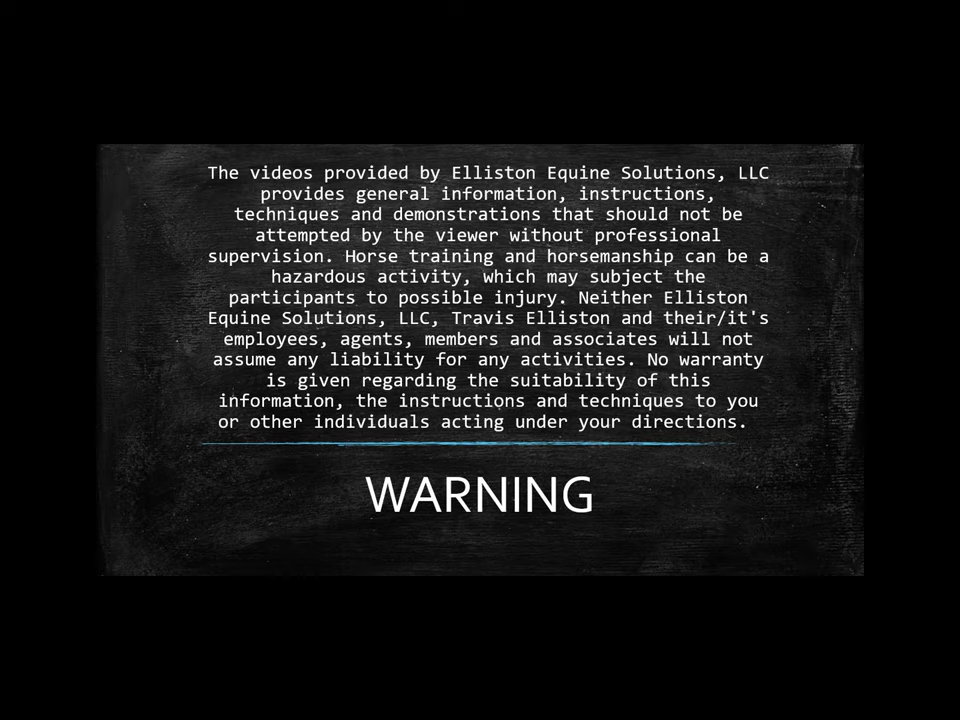 The videos provided by Elliston Equine Solutions, LLC
provides general information, instructions,
techniques and demonstrations that should not be
attempted by the viewer without professional
supervision. Horse training and horsemanship can be a
hazardous activity, which may subject the
participants to possible injury. Neither Elliston
Equine Solutions, LLC, Travis Elliston and their/it's
employees, agents, members and associates will not
assume any liability for any activities. No warranty
is given regarding the suitability of this
information, the instructions and techniques to you
or other individuals acting under your directions.
WARNING